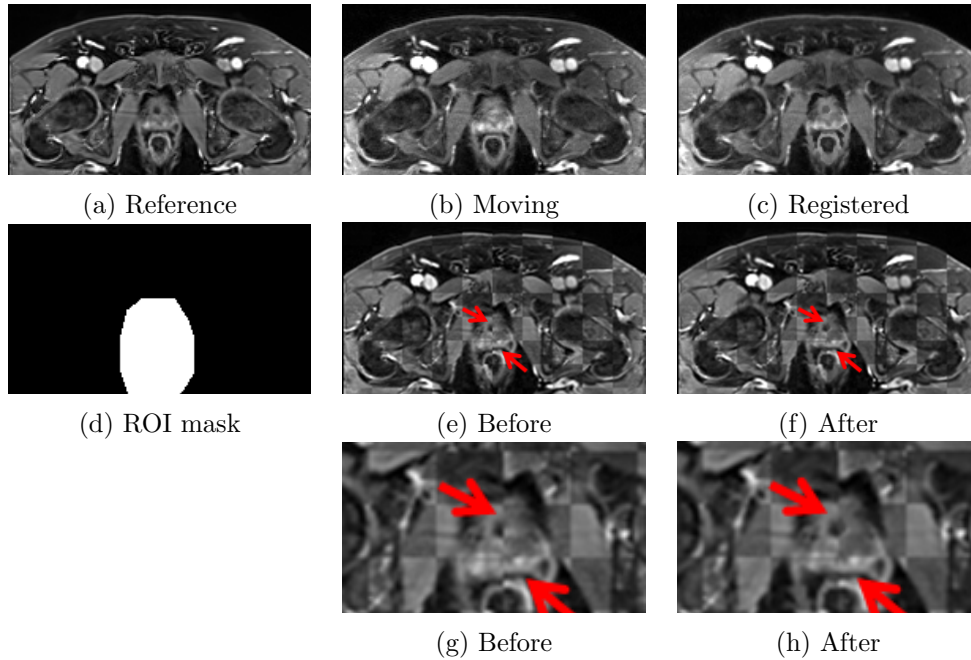 (a) Reference
(b) Moving
(c) Registered
(d) ROI mask
(e) Before
(f) After
(g) Before
(h) After